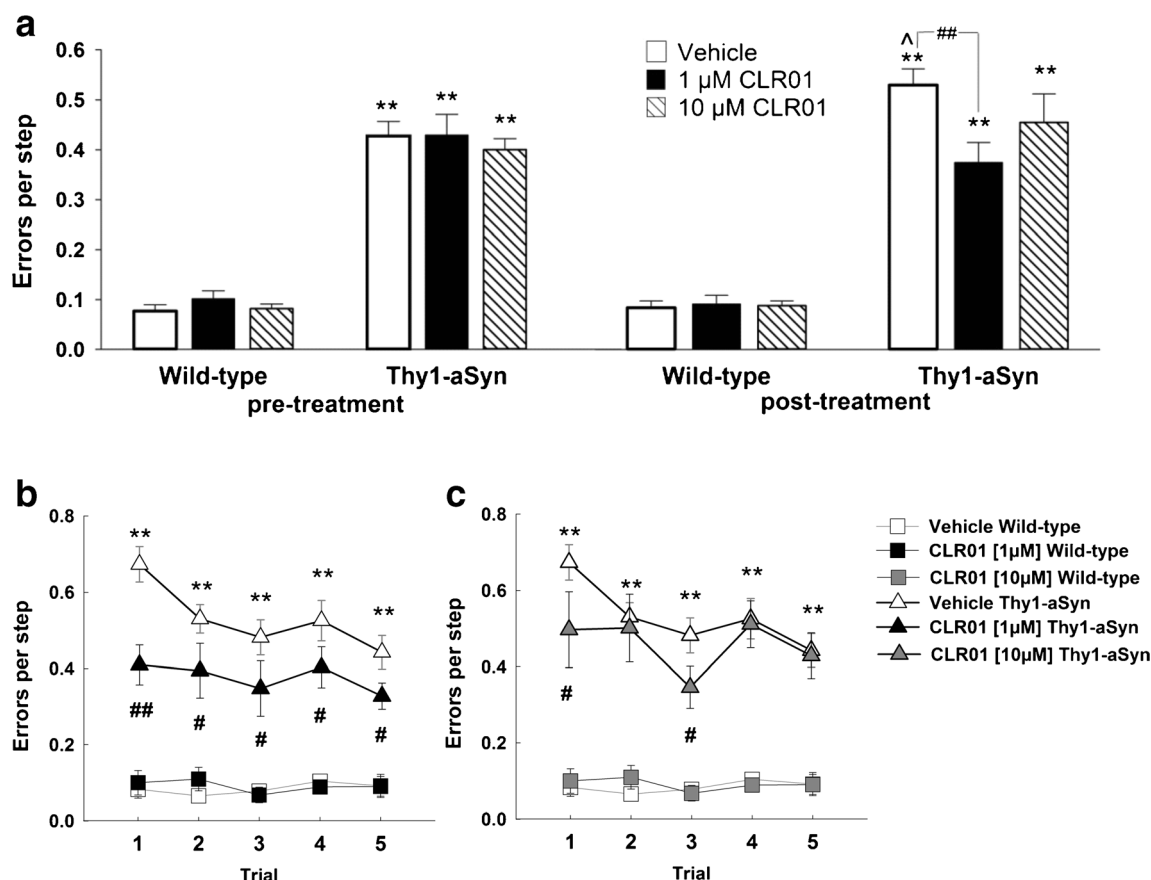 a
0.6
0.5
0.4
0.3
0.2
0.1
0.0
Errors per step
Vehicle
1 µM CLR01
10 µM CLR01
** ** **
^ ##
** ** **
Wild-type Thy1-aSyn Wild-type Thy1-aSyn
pre-treatment post-treatment
b
0.8
0.6
0.4
0.2
0.0
Errors per step
** ** ** ** **
## # # # #
1 2 3 4 5
Trial
c
0.8
0.6
0.4
0.2
0.0
Errors per step
** ** ** ** **
# #
1 2 3 4 5
Trial
Vehicle Wild-type
CLR01 [1µM] Wild-type
CLR01 [10µM] Wild-type
Vehicle Thy1-aSyn
CLR01 [1µM] Thy1-aSyn
CLR01 [10µM] Thy1-aSyn